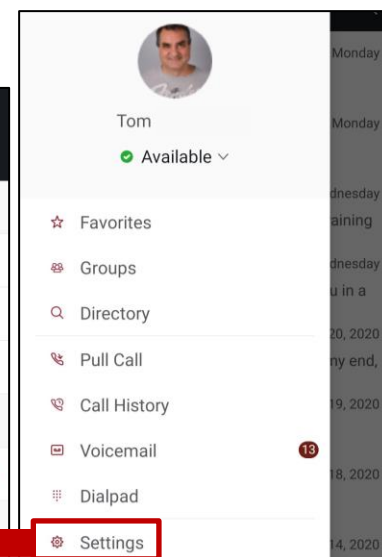 Tom
Available
Favorites
Groups
Directory
Pull Call
Call History
Voicemail 13
Dialpad
Settings
Monday
Monday
dnesday
aining
dnesday
u in a
20, 2020
ny end,
19, 2020
18, 2020
14, 2020